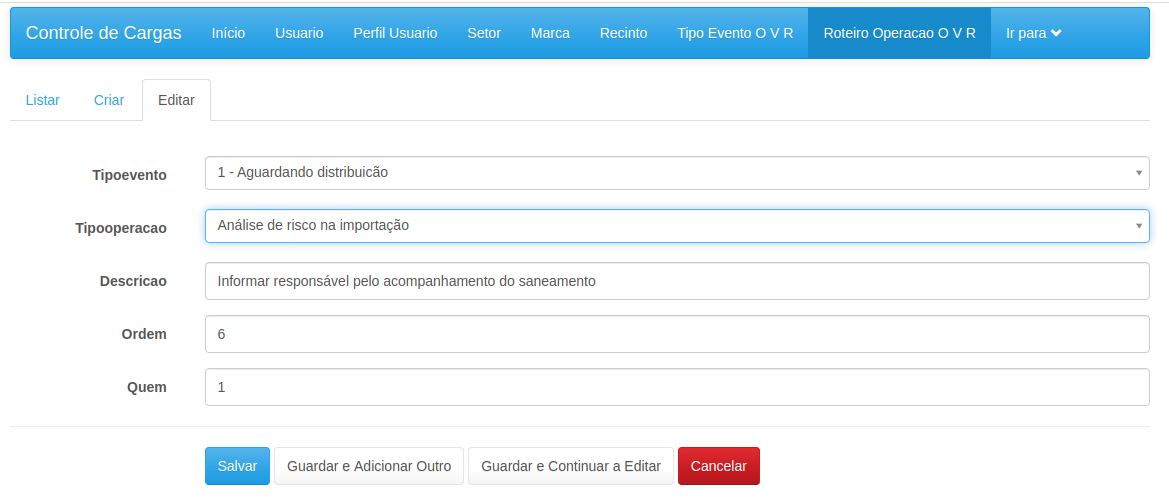 Controle de Cargas Início Usuario Perfil Usuario Setor Marca Recinto Tipo Evento O V R Roteiro Operacao O V R Ir para
Listar Criar Editar
Tipoevento 1 - Aguardando distribuicão
Tipooperacao Análise de risco na importação
Descricao Informar responsável pelo acompanhamento do saneamento
Ordem 6
Quem 1
Salvar Guardar e Adicionar Outro Guardar e Continuar a Editar Cancelar